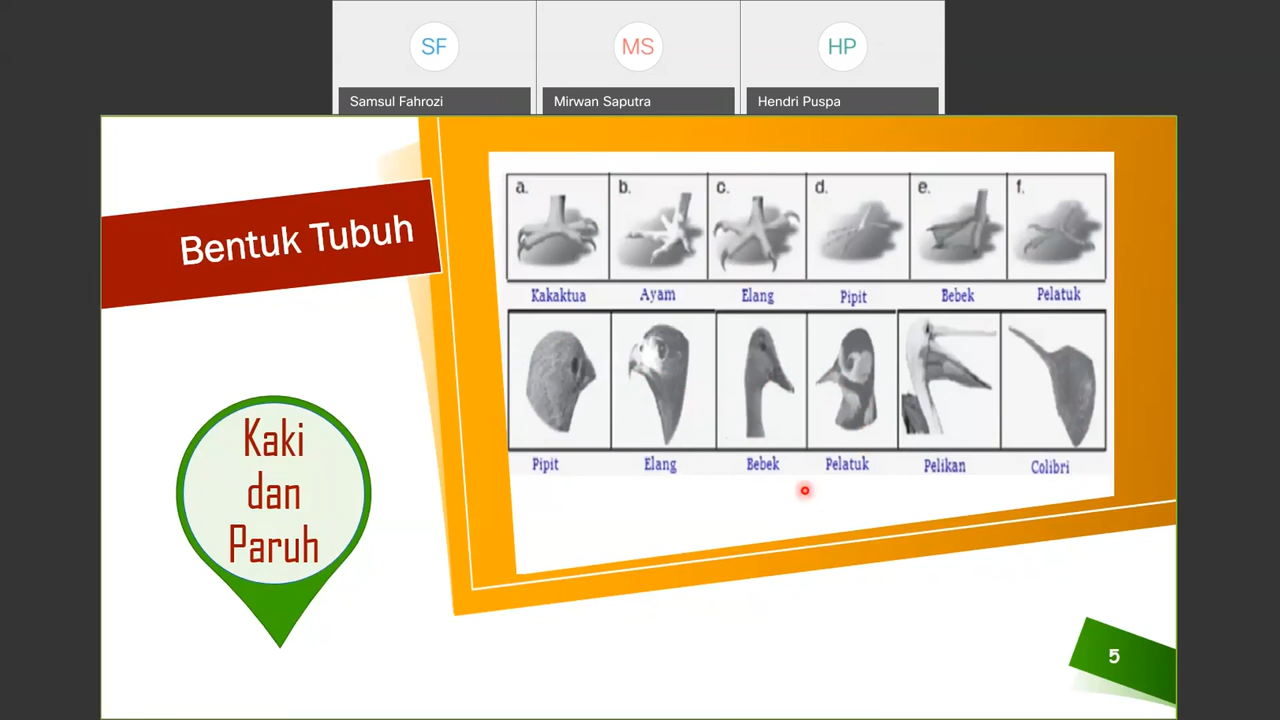 SF
MS
HP
Samsul Fahrozi
Mirwan Saputra
Hendri Puspa
Bentuk Tubuh
a.
b.
c.
d.
e.
f.
Kakaktua
Ayam
Elang
Pipit
Bebek
Pelatuk
Pipit
Elang
Bebek
Pelatuk
Pelikan
Colibri
Kaki
dan
Paruh
5